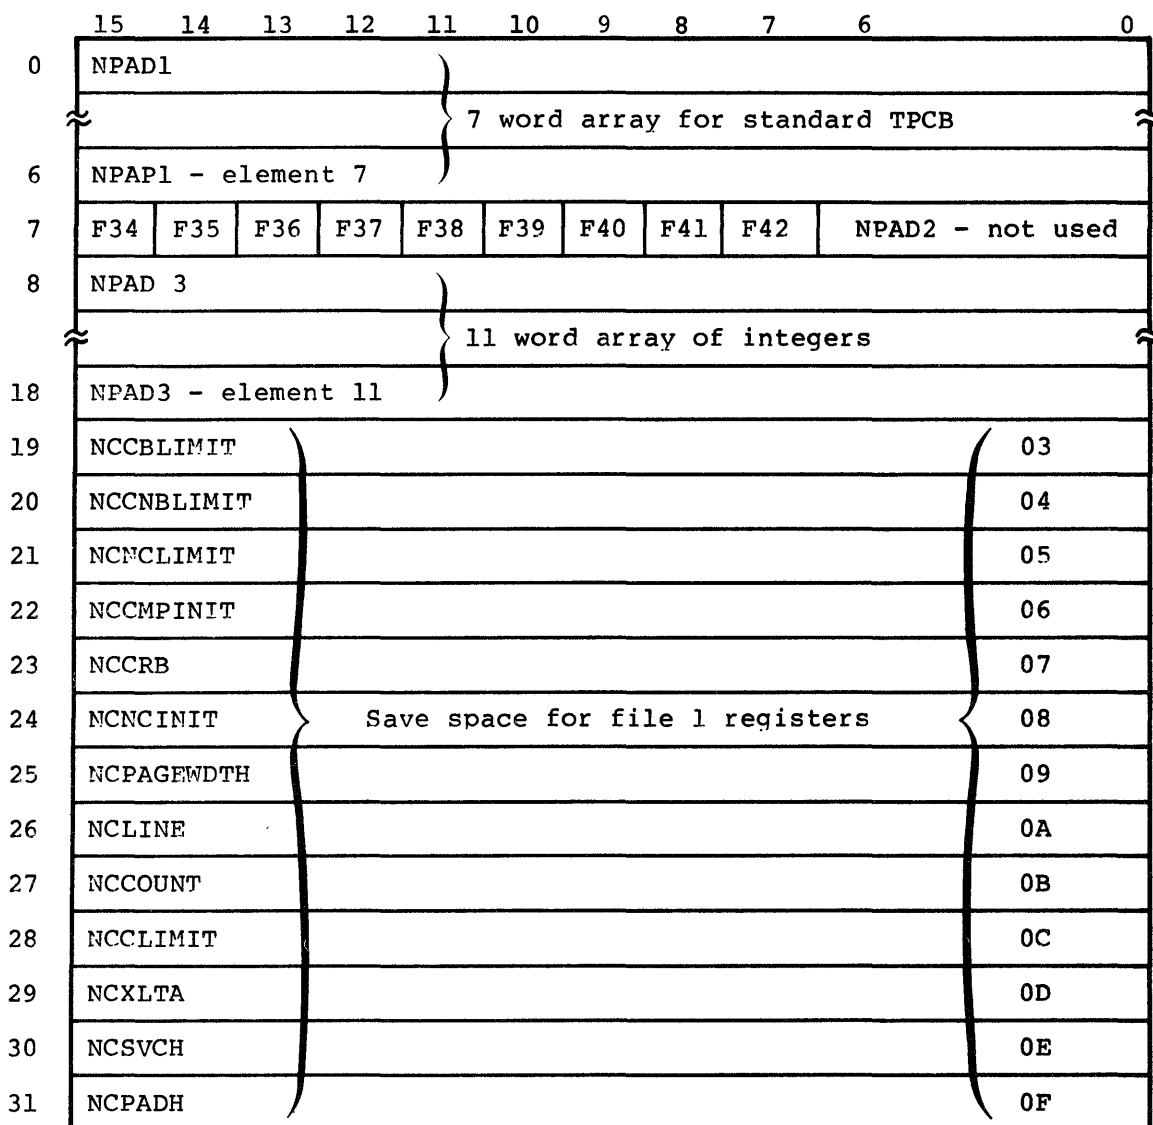 15 14 13 12 11 10 9 8 7 6 0
0 NPAD1
7 word array for standard TPCB
6 NPAP1 - element 7
7 F34 F35 F36 F37 F38 F39 F40 F41 F42 NPAD2 - not used
8 NPAD 3
11 word array of integers
18 NPAD3 - element 11
19 NCCBLIMIT 03
20 NCCNBLIMIT 04
21 NCNCLIMIT 05
22 NCCMPINIT 06
23 NCCRB 07
24 NCNCINIT Save space for file 1 registers 08
25 NCPAGEWDTH 09
26 NCLINE 0A
27 NCCOUNT 0B
28 NCCLIMIT 0C
29 NCXLTA 0D
30 NCSVCH 0E
31 NCPADH 0F